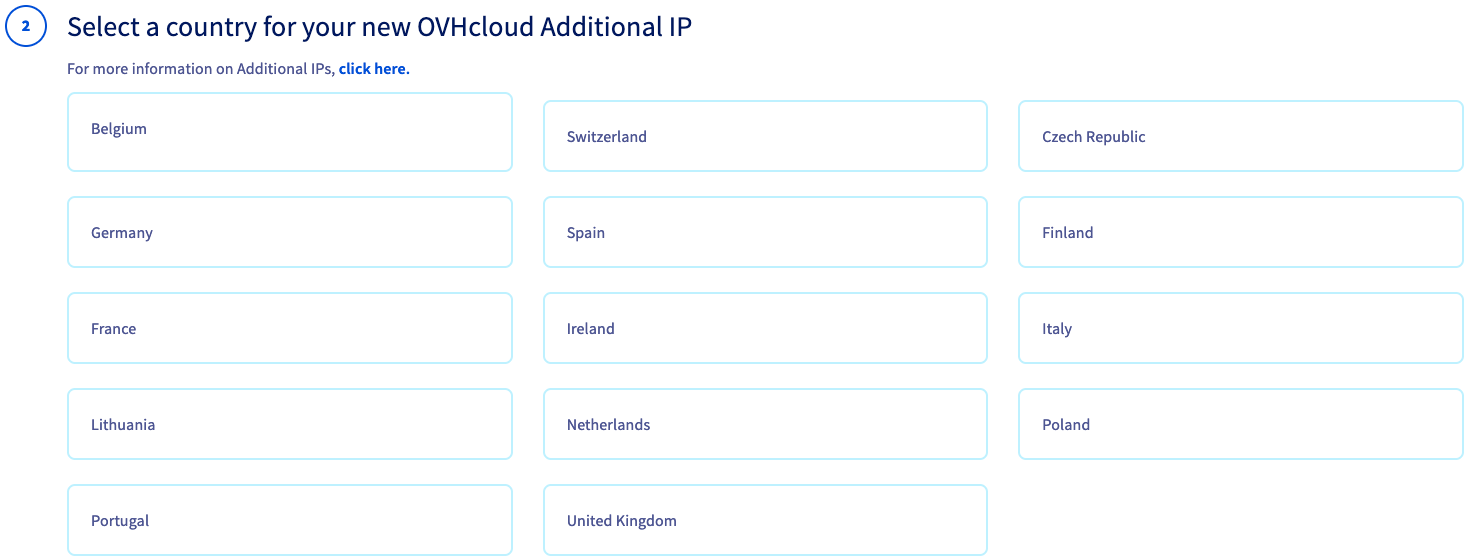 2
Select a country for your new OVHcloud Additional IP
For more information on Additional IPs, click here.
Belgium
Switzerland
Czech Republic
Germany
Spain
Finland
France
Ireland
Italy
Lithuania
Netherlands
Poland
Portugal
United Kingdom